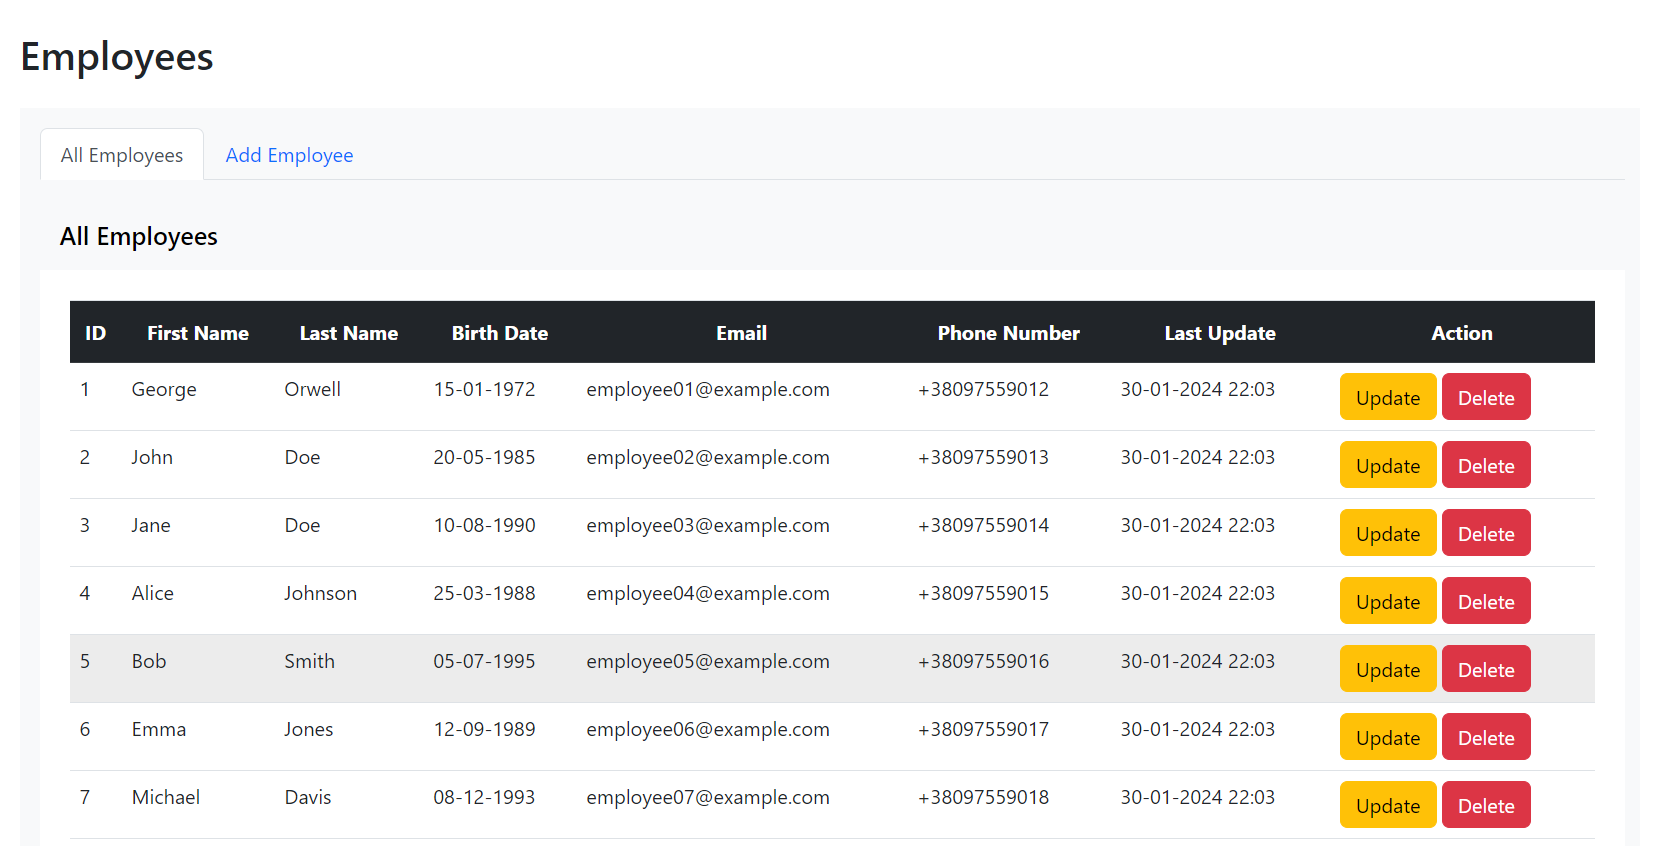 Employees
All Employees Add Employee
All Employees
ID First Name Last Name Birth Date Email Phone Number Last Update Action
1 George Orwell 15-01-1972 employee01@example.com +38097559012 30-01-2024 22:03 Update Delete
2 John Doe 20-05-1985 employee02@example.com +38097559013 30-01-2024 22:03 Update Delete
3 Jane Doe 10-08-1990 employee03@example.com +38097559014 30-01-2024 22:03 Update Delete
4 Alice Johnson 25-03-1988 employee04@example.com +38097559015 30-01-2024 22:03 Update Delete
5 Bob Smith 05-07-1995 employee05@example.com +38097559016 30-01-2024 22:03 Update Delete
6 Emma Jones 12-09-1989 employee06@example.com +38097559017 30-01-2024 22:03 Update Delete
7 Michael Davis 08-12-1993 employee07@example.com +38097559018 30-01-2024 22:03 Update Delete